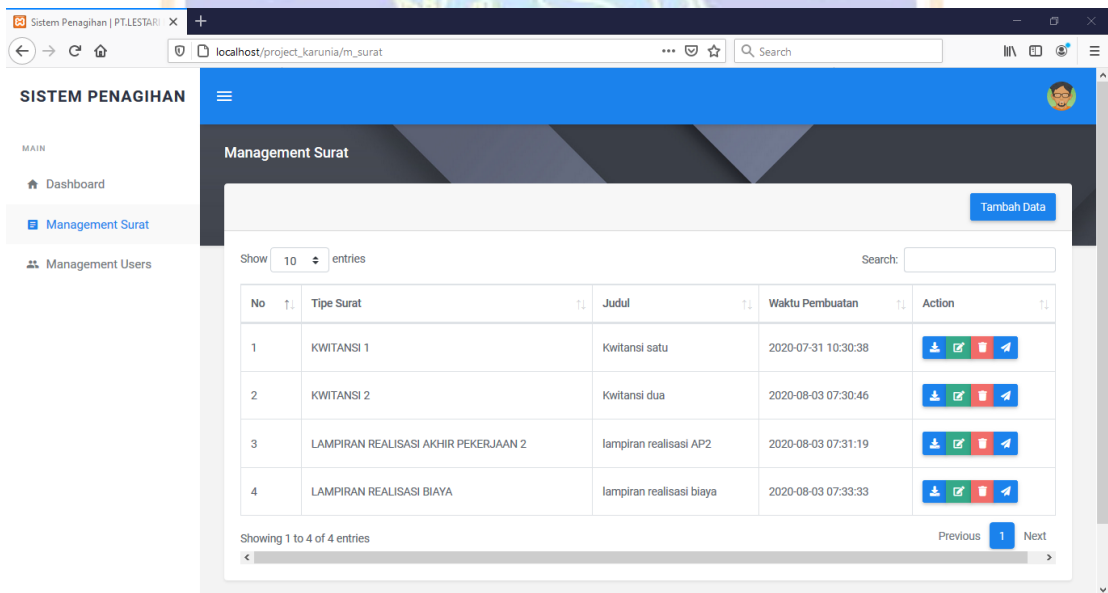 Sistem Penagihan | PT.LESTARI
localhost/project_karunia/m_surat
Search
SISTEM PENAGIHAN
MAIN
Dashboard
Management Surat
Management Users
Management Surat
Tambah Data
Show 10 entries
Search:
No Tipe Surat Judul Waktu Pembuatan Action
1 KWITANSI 1 Kwitansi satu 2020-07-31 10:30:38
2 KWITANSI 2 Kwitansi dua 2020-08-03 07:30:46
3 LAMPIRAN REALISASI AKHIR PEKERJAAN 2 lampiran realisasi AP2 2020-08-03 07:31:19
4 LAMPIRAN REALISASI BIAYA lampiran realisasi biaya 2020-08-03 07:33:33
Showing 1 to 4 of 4 entries
Previous 1 Next